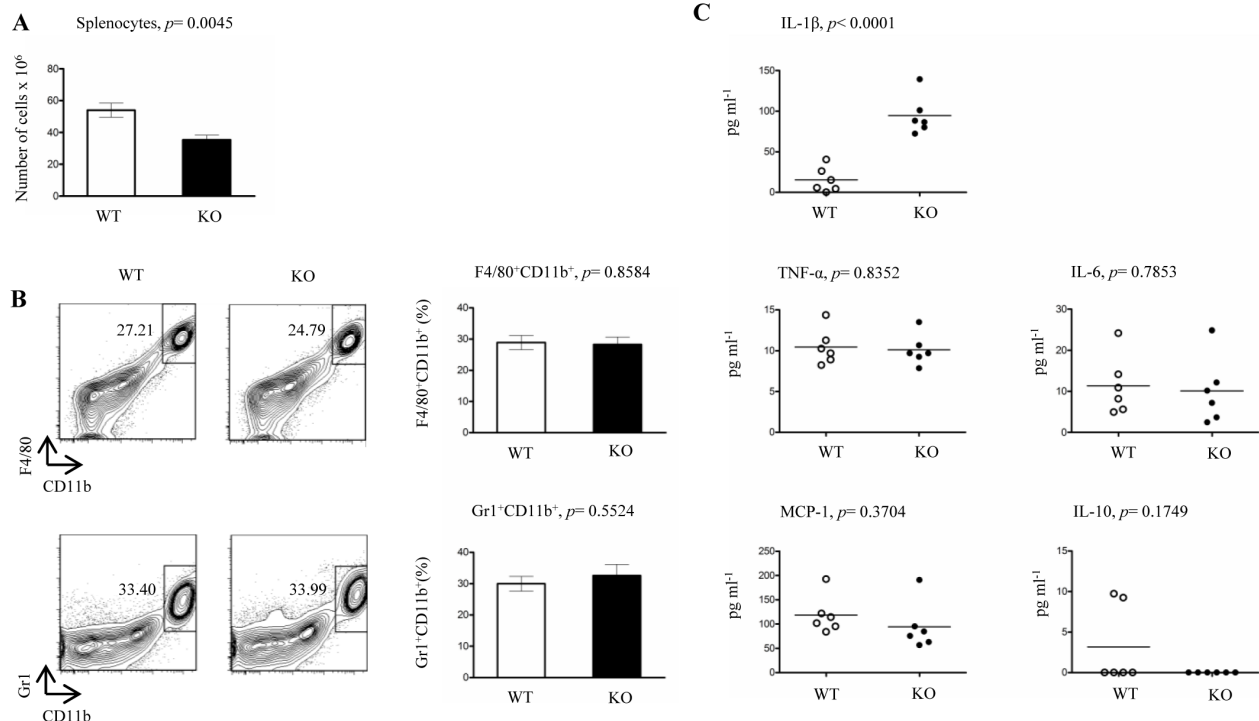 A
Splenocytes, p= 0.0045
Number of cells x 10⁶
80
60
40
20
0
WT KO
B
WT KO
27.21 24.79
F4/80
CD11b
33.40 33.99
Gr1
CD11b
F4/80⁺CD11b⁺, p= 0.8584
F4/80⁺CD11b⁺ (%)
40
30
20
10
0
WT KO
Gr1⁺CD11b⁺, p= 0.5524
Gr1⁺CD11b⁺(%)
40
30
20
10
0
WT KO
C
IL-1β, p< 0.0001
pg ml⁻¹
150
100
50
0
WT KO
TNF-α, p= 0.8352
pg ml⁻¹
15
10
5
0
WT KO
IL-6, p= 0.7853
pg ml⁻¹
30
20
10
0
WT KO
MCP-1, p= 0.3704
pg ml⁻¹
250
200
150
100
50
0
WT KO
IL-10, p= 0.1749
pg ml⁻¹
15
10
5
0
WT KO